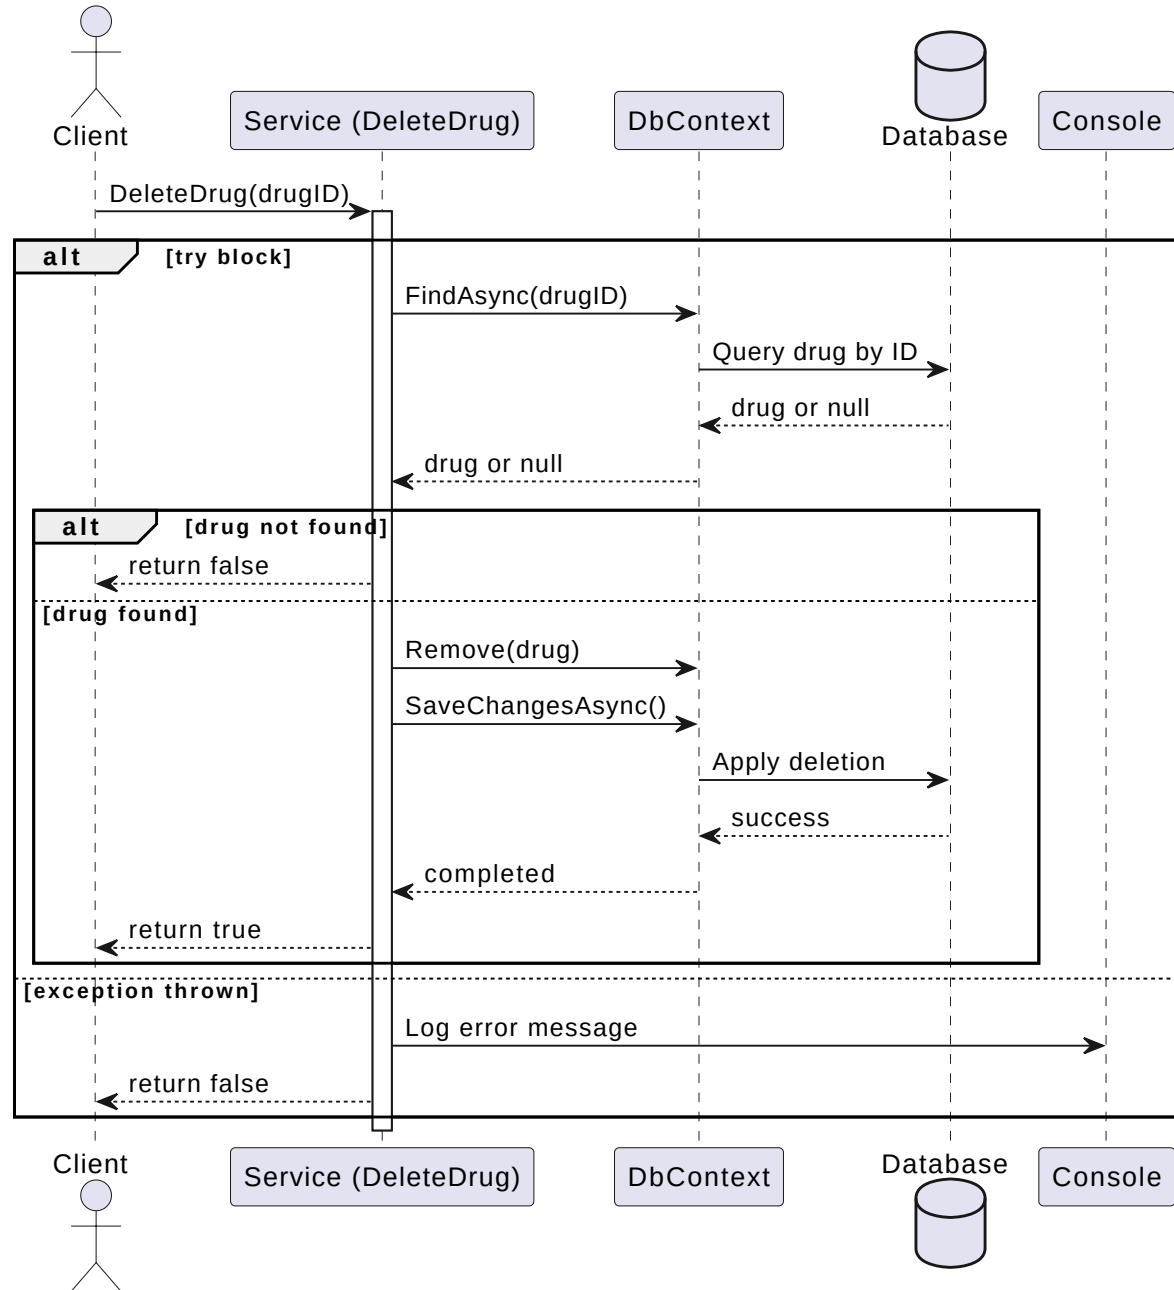 Client
Service (DeleteDrug)
DbContext
Database
Console
DeleteDrug(drugID)
alt
[try block]
FindAsync(drugID)
Query drug by ID
drug or null
drug or null
alt
[drug not found]
return false
[drug found]
Remove(drug)
SaveChangesAsync()
Apply deletion
success
completed
return true
[exception thrown]
Log error message
return false
Client
Service (DeleteDrug)
DbContext
Database
Console